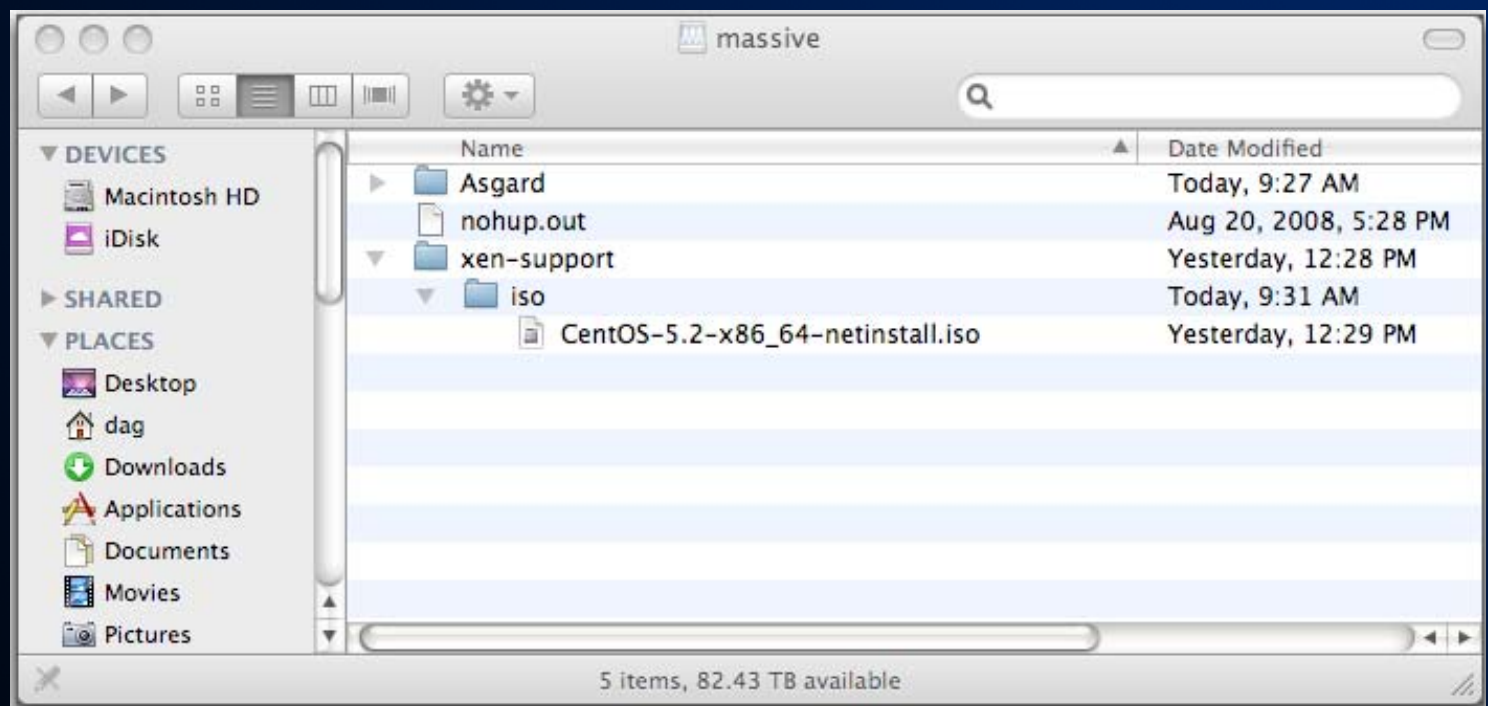 massive
DEVICES
Macintosh HD
iDisk
SHARED
PLACES
Desktop
dag
Downloads
Applications
Documents
Movies
Pictures
Name Date Modified
Asgard Today, 9:27 AM
nohup.out Aug 20, 2008, 5:28 PM
xen-support Yesterday, 12:28 PM
iso Today, 9:31 AM
CentOS-5.2-x86_64-netinstall.iso Yesterday, 12:29 PM
5 items, 82.43 TB available